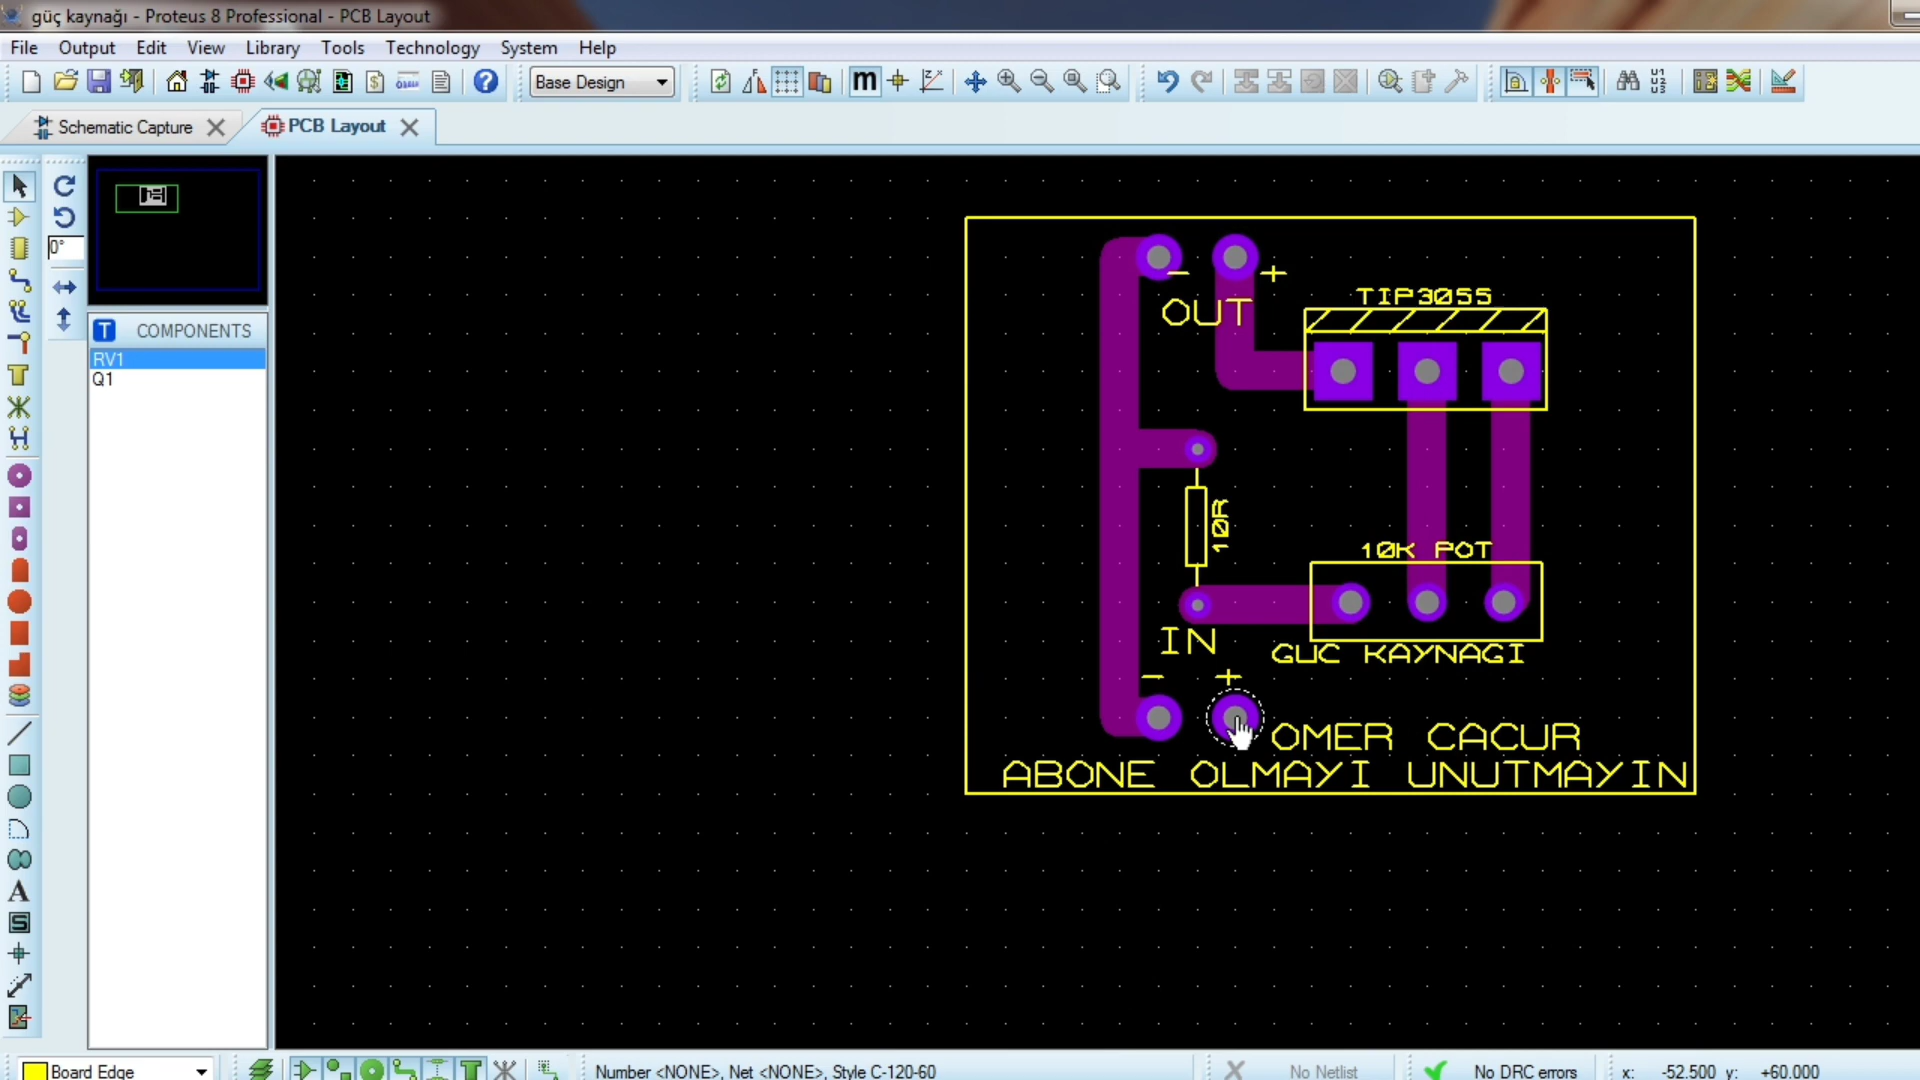 güç kaynağı - Proteus 8 Professional - PCB Layout
File Output Edit View Library Tools Technology System Help
Base Design
m
Schematic Capture
PCB Layout
0°
T COMPONENTS
RV1
Q1
- +
OUT
TIP3055
10R
10K POT
IN
GUC KAYNAGI
- +
OMER CACUR
ABONE OLMAYI UNUTMAYIN
A
S
Board Edge
Number <NONE>, Net <NONE>, Style C-120-60
No Netlist
No DRC errors
x: -52.500 y: +60.000